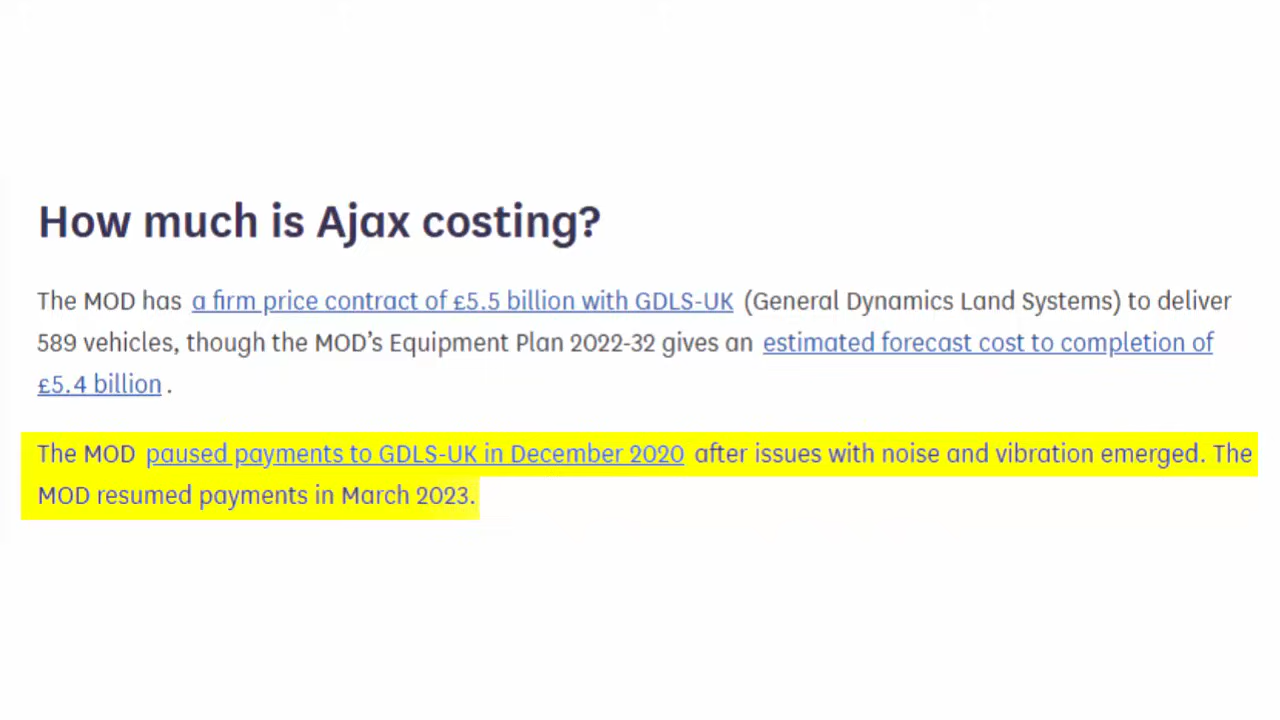 How much is Ajax costing?
The MOD has a firm price contract of £5.5 billion with GDLS-UK (General Dynamics Land Systems) to deliver
589 vehicles, though the MOD’s Equipment Plan 2022-32 gives an estimated forecast cost to completion of
£5.4 billion .
The MOD paused payments to GDLS-UK in December 2020 after issues with noise and vibration emerged. The
MOD resumed payments in March 2023.